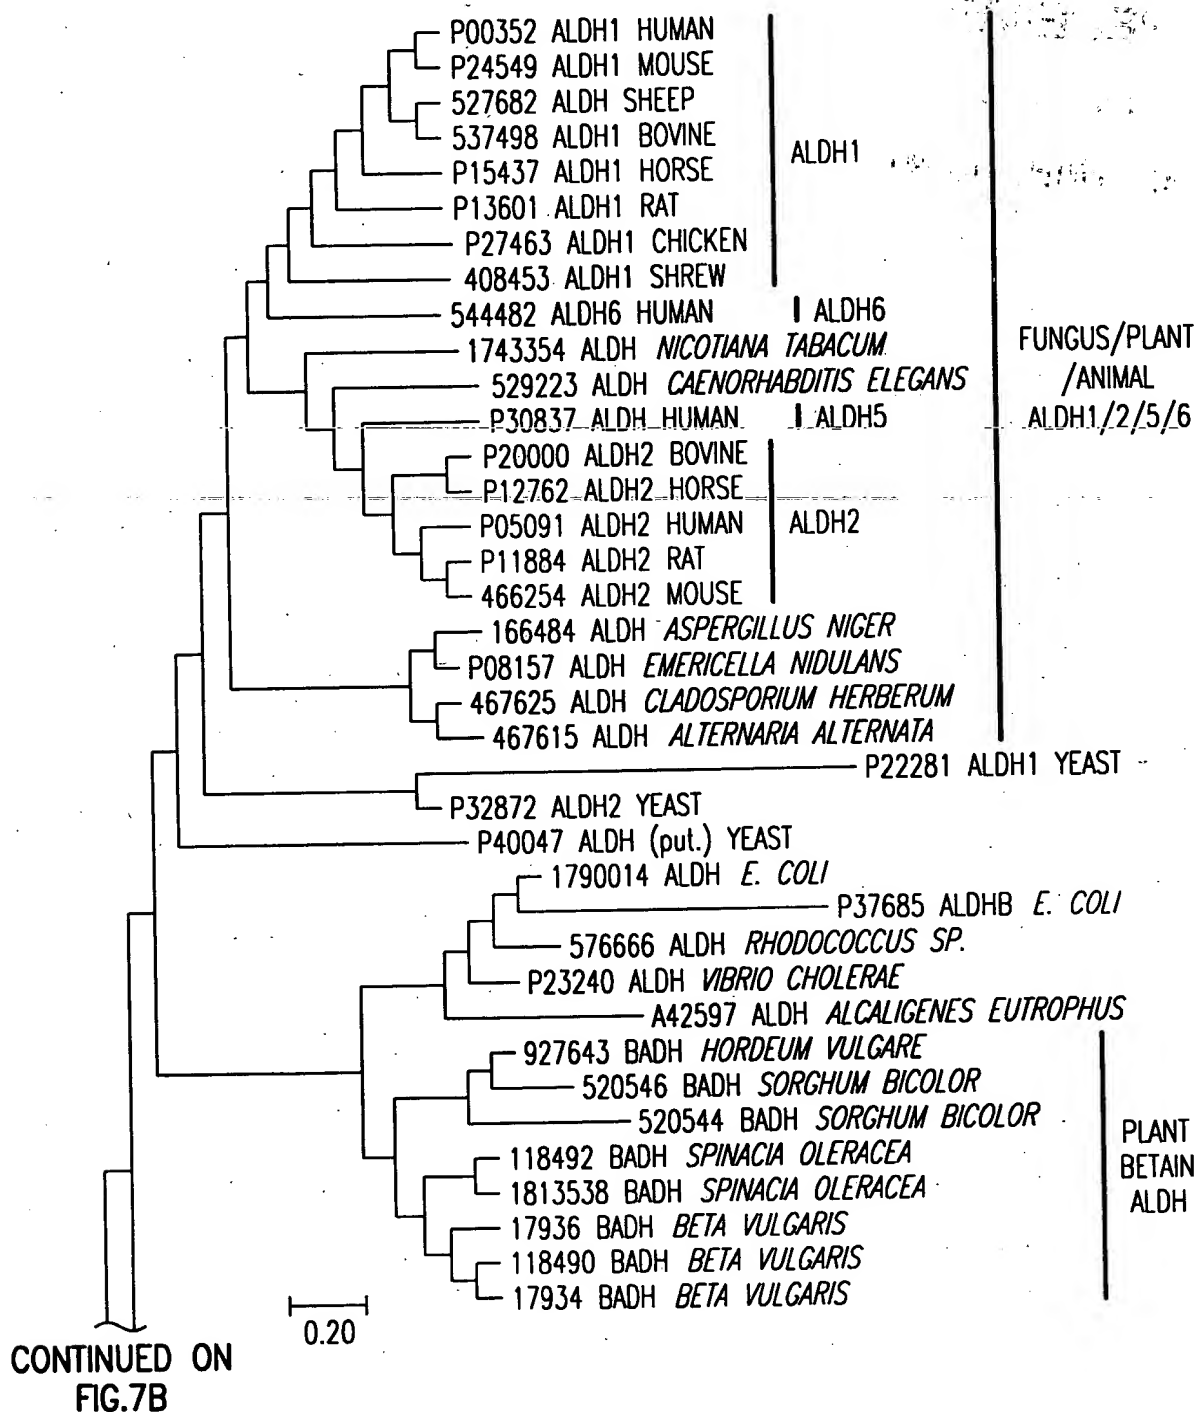 P00352 ALDH1 HUMAN
P24549 ALDH1 MOUSE
527682 ALDH SHEEP
537498 ALDH1 BOVINE
P15437 ALDH1 HORSE
P13601 ALDH1 RAT
P27463 ALDH1 CHICKEN
408453 ALDH1 SHREW
ALDH1
544482 ALDH6 HUMAN
ALDH6
1743354 ALDH NICOTIANA TABACUM
529223 ALDH CAENORHABDITIS ELEGANS
P30837 ALDH HUMAN
ALDH5
P20000 ALDH2 BOVINE
P12762 ALDH2 HORSE
P05091 ALDH2 HUMAN
P11884 ALDH2 RAT
466254 ALDH2 MOUSE
ALDH2
166484 ALDH ASPERGILLUS NIGER
P08157 ALDH EMERICELLA NIDULANS
467625 ALDH CLADOSPORIUM HERBERUM
467615 ALDH ALTERNARIA ALTERNATA
FUNGUS/PLANT
/ANIMAL
ALDH1/2/5/6
P22281 ALDH1 YEAST
P32872 ALDH2 YEAST
P40047 ALDH (put.) YEAST
1790014 ALDH E. COLI
P37685 ALDHB E. COLI
576666 ALDH RHODOCOCCUS SP.
P23240 ALDH VIBRIO CHOLERAE
A42597 ALDH ALCALIGENES EUTROPHUS
927643 BADH HORDEUM VULGARE
520546 BADH SORGHUM BICOLOR
520544 BADH SORGHUM BICOLOR
118492 BADH SPINACIA OLERACEA
1813538 BADH SPINACIA OLERACEA
17936 BADH BETA VULGARIS
118490 BADH BETA VULGARIS
17934 BADH BETA VULGARIS
PLANT
BETAIN
ALDH
0.20
CONTINUED ON
FIG.7B